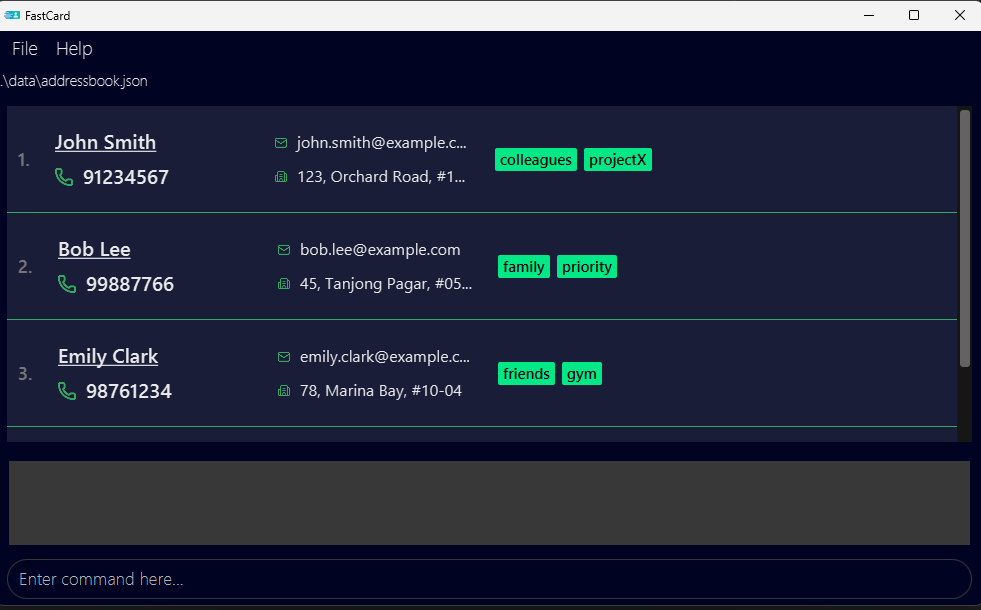 FastCard
File Help
.\data\addressbook.json
1. John Smith
91234567
john.smith@example.c...
123, Orchard Road, #1...
colleagues projectX
2. Bob Lee
99887766
bob.lee@example.com
45, Tanjong Pagar, #05...
family priority
3. Emily Clark
98761234
emily.clark@example.c...
78, Marina Bay, #10-04
friends gym
Enter command here...